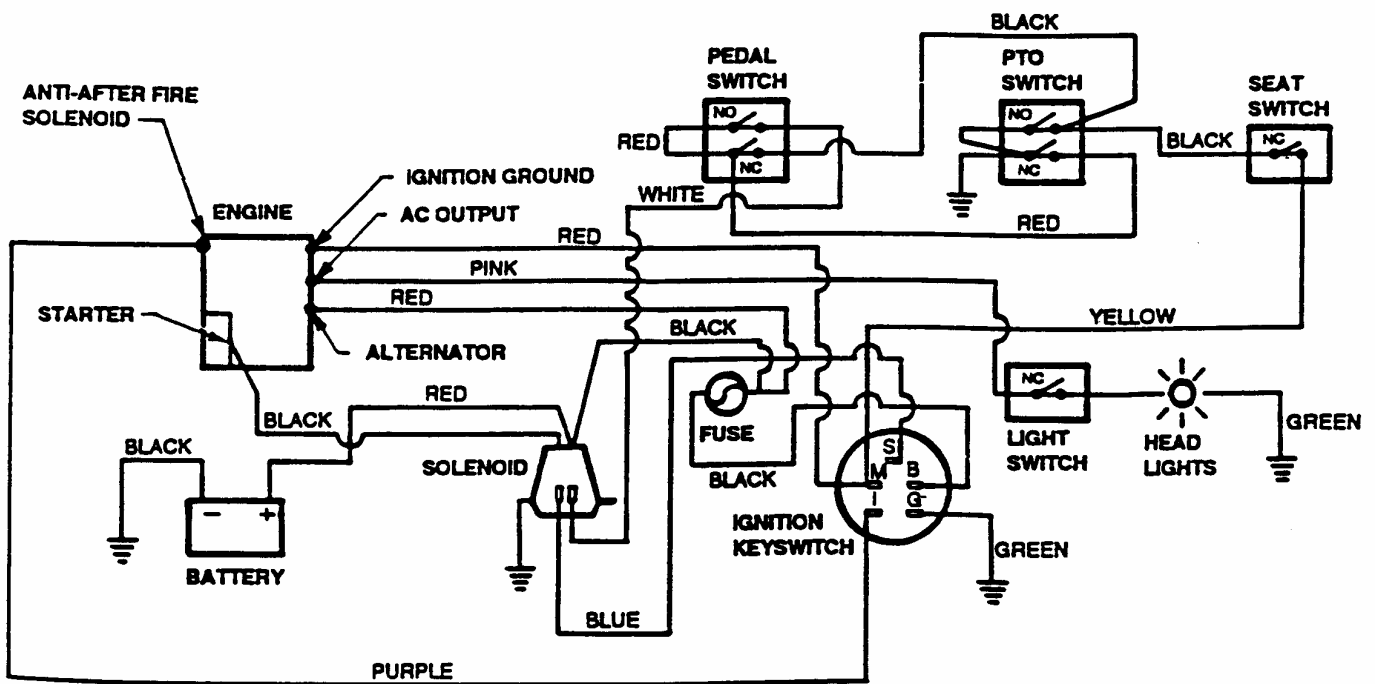 BLACK
PEDAL
SWITCH
PTO
SWITCH
SEAT
SWITCH
ANTI-AFTER FIRE
SOLENOID
NO
NC
RED
NO
NC
BLACK
NC
IGNITION GROUND
WHITE
ENGINE
AC OUTPUT
RED
RED
PINK
RED
YELLOW
STARTER
BLACK
ALTERNATOR
RED
NC
BLACK
FUSE
GREEN
BLACK
SOLENOID
BLACK
LIGHT
SWITCH
HEAD
LIGHTS
S
M
B
I
G
- +
IGNITION
KEYSWITCH
GREEN
BATTERY
BLUE
PURPLE